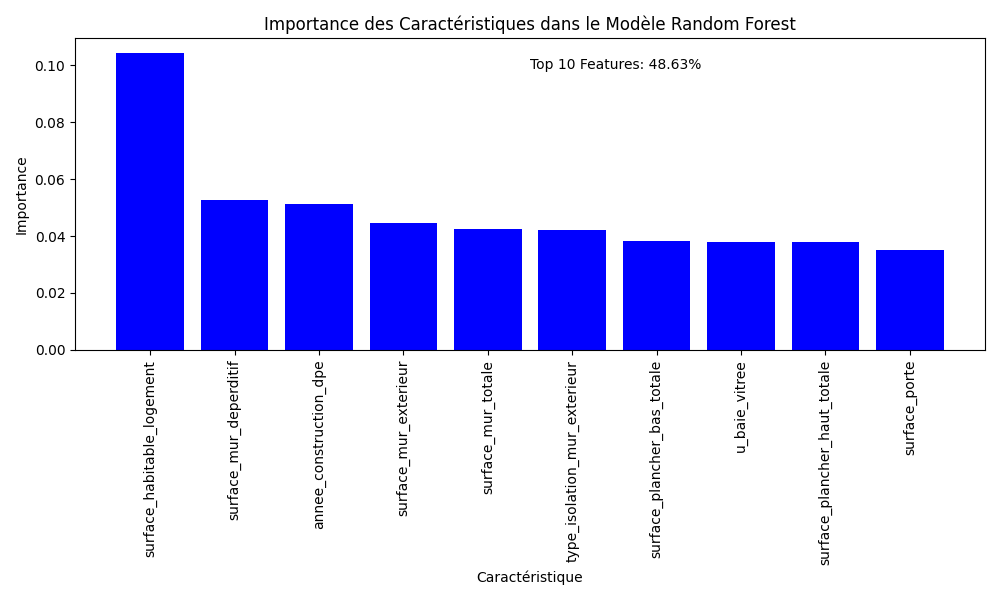 Importance des Caractéristiques dans le Modèle Random Forest
Top 10 Features: 48.63%
Importance
0.10
0.08
0.06
0.04
0.02
0.00
surface_habitable_logement
surface_mur_deperditif
annee_construction_dpe
surface_mur_exterieur
surface_mur_totale
type_isolation_mur_exterieur
surface_plancher_bas_totale
u_baie_vitree
surface_plancher_haut_totale
surface_porte
Caractéristique